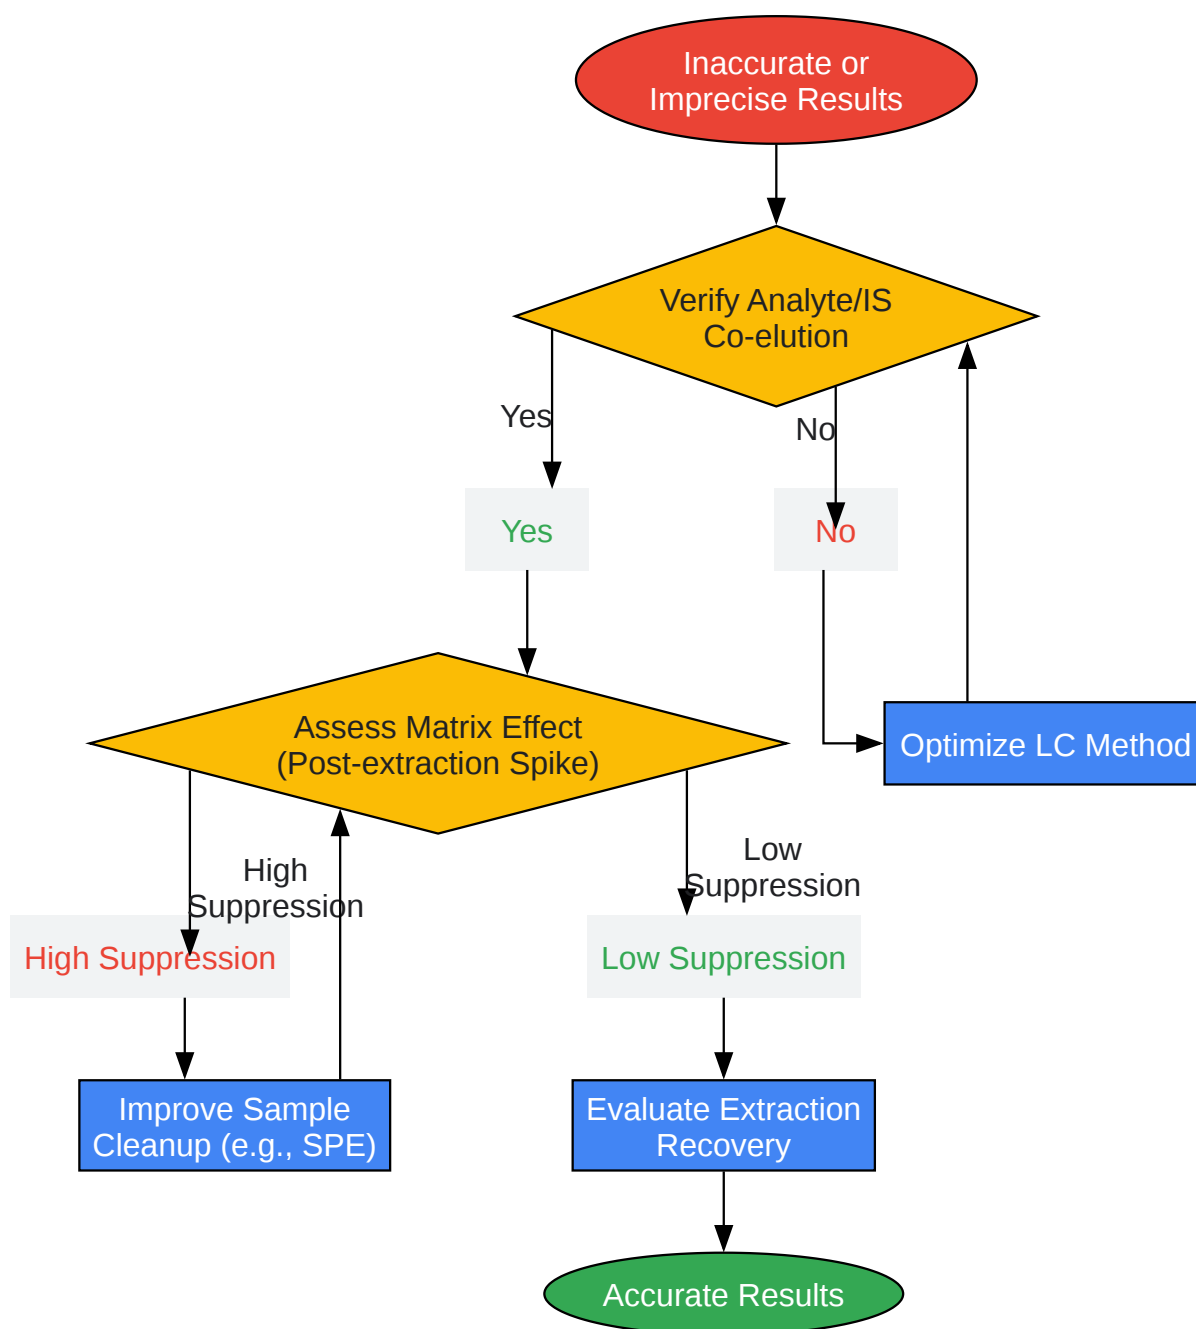 Inaccurate or
Imprecise Results
Verify Analyte/IS
Co-elution
Yes
No
Yes
No
Assess Matrix Effect
(Post-extraction Spike)
Optimize LC Method
High
Suppression
Low
Suppression
High Suppression
Low Suppression
Improve Sample
Cleanup (e.g., SPE)
Evaluate Extraction
Recovery
Accurate Results